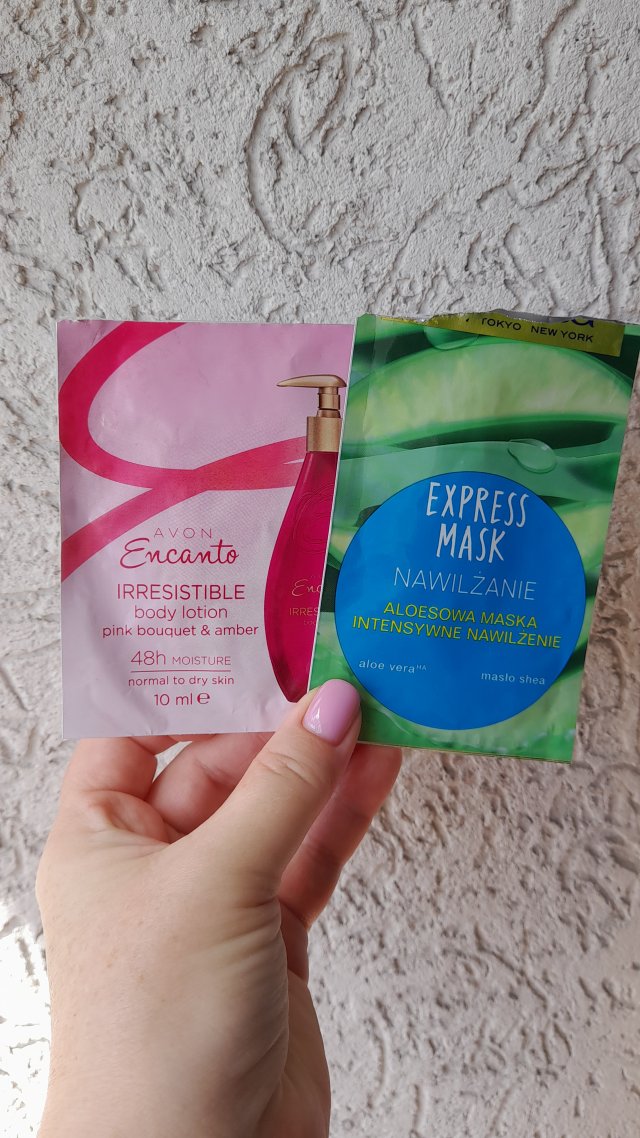 AVON
Encanto
IRRESISTIBLE
body lotion
pink bouquet & amber
48h MOISTURE
normal to dry skin
10 ml e
TOKYO NEW YORK
EXPRESS
MASK
NAWILŻANIE
ALOESOWA MASKA
INTENSYWNE NAWILŻENIE
aloe vera HA
masło shea